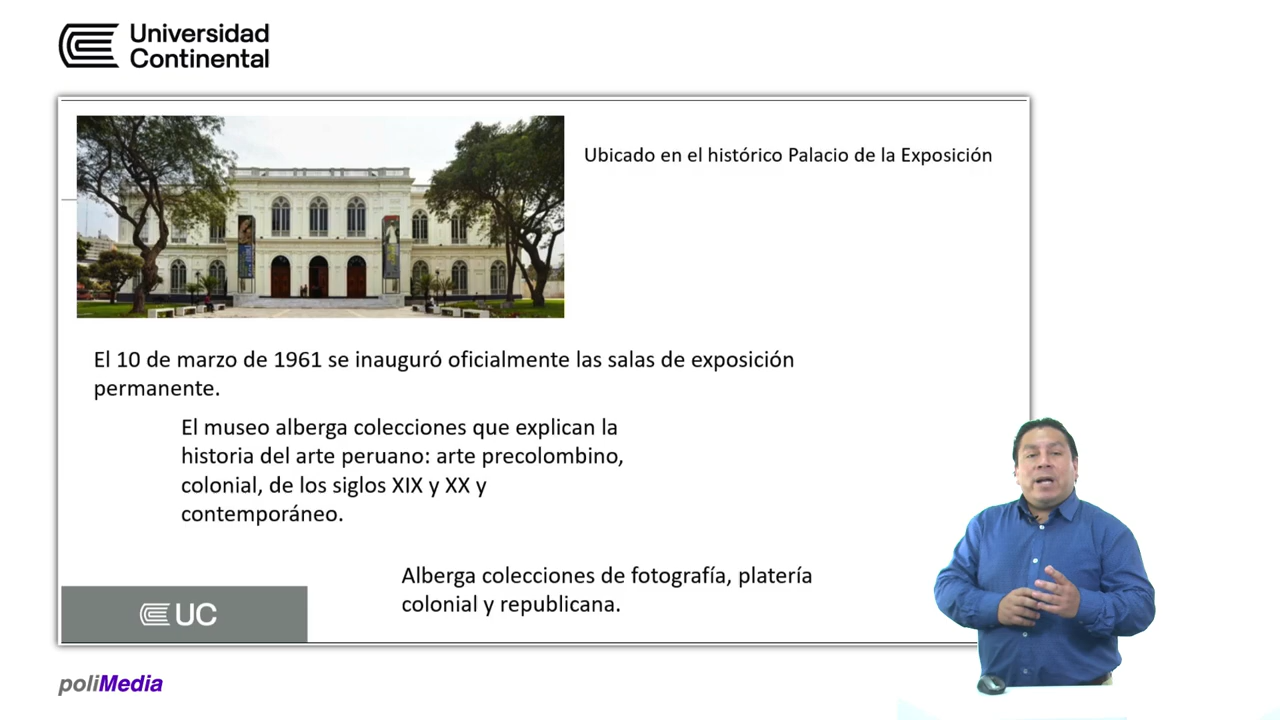 Universidad
Continental
Ubicado en el histórico Palacio de la Exposición
El 10 de marzo de 1961 se inauguró oficialmente las salas de exposición
permanente.
El museo alberga colecciones que explican la
historia del arte peruano: arte precolombino,
colonial, de los siglos XIX y XX y
contemporáneo.
Alberga colecciones de fotografía, platería
colonial y republicana.
UC
poliMedia